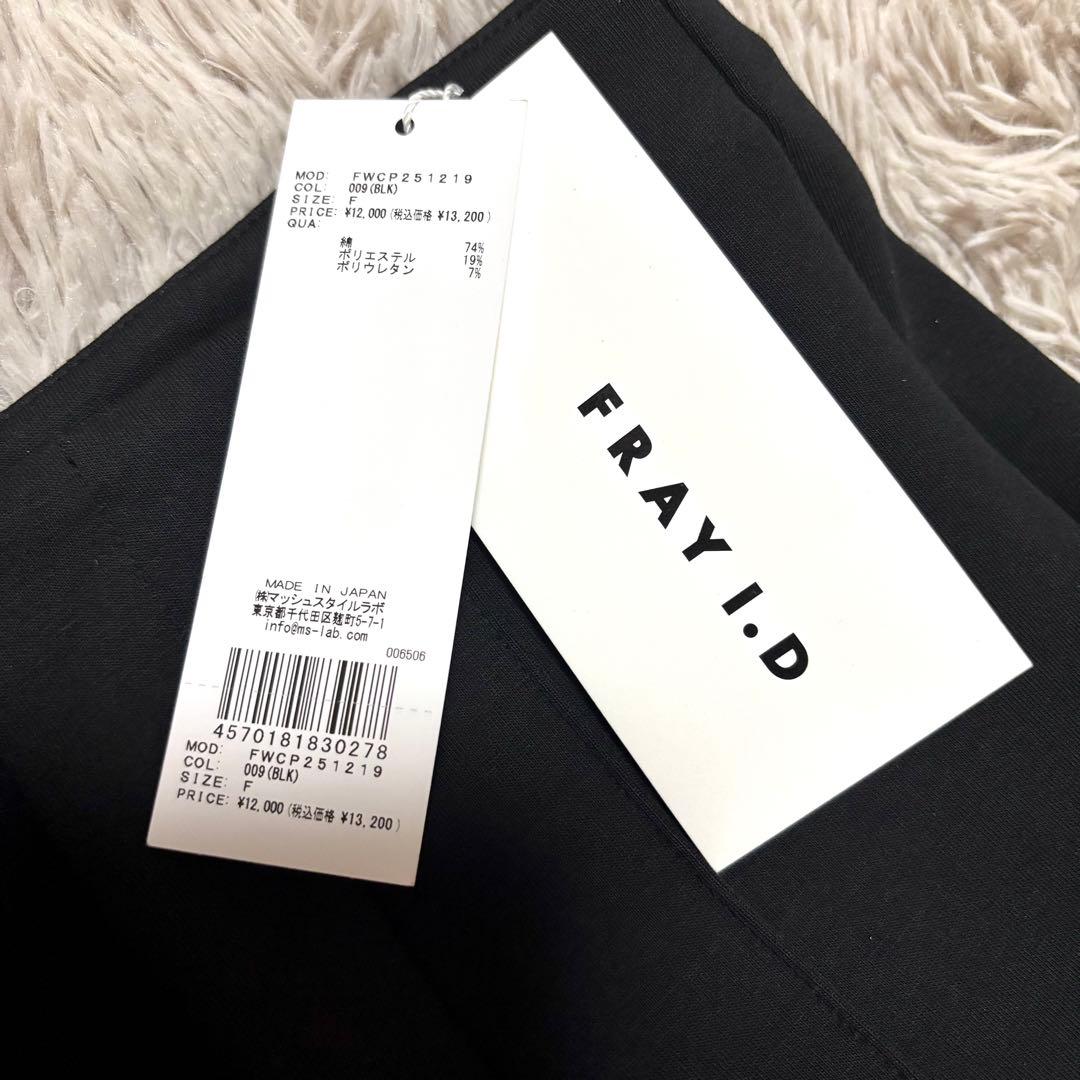 MOD: FWCP251219
COL: 009(BLK)
SIZE: F
PRICE: ¥12,000(税込価格 ¥13,200)
QUA:
綿 74%
ポリエステル 19%
ポリウレタン 7%
MADE IN JAPAN
㈱マッシュスタイルラボ
東京都千代田区麹町5-7-1
info@ms-lab.com
006506
4570181830278
MOD: FWCP251219
COL: 009(BLK)
SIZE: F
PRICE: ¥12,000(税込価格 ¥13,200)
FRAY I.D